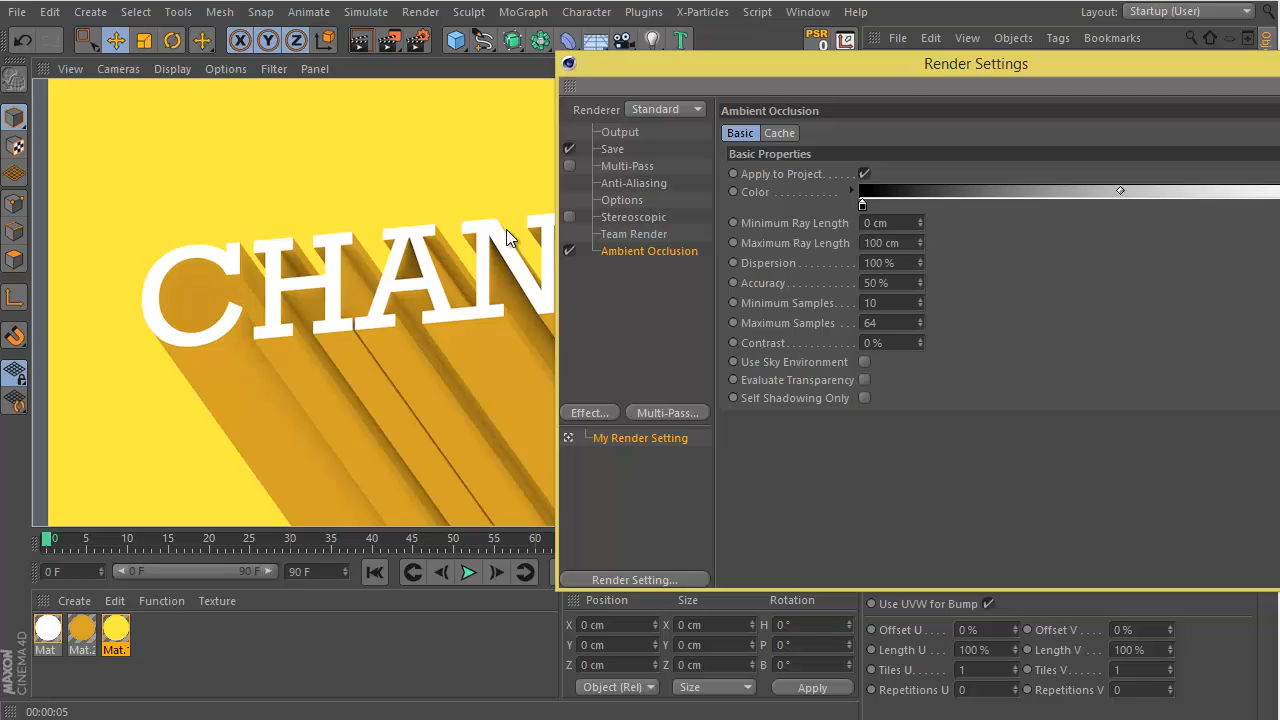 File Edit Create Select Tools Mesh Snap Animate Simulate Render Sculpt MoGraph Character Plugins X-Particles Script Window Help Layout: Startup (User)
X Y Z PSR 0 File Edit View Objects Tags Bookmarks
View Cameras Display Options Filter Panel
Render Settings
Renderer Standard
Output
Save
Multi-Pass
Anti-Aliasing
Options
Stereoscopic
Team Render
Ambient Occlusion
Effect... Multi-Pass...
My Render Setting
Render Setting...
Ambient Occlusion
Basic Cache
Basic Properties
Apply to Project
Color
Minimum Ray Length 0 cm
Maximum Ray Length 100 cm
Dispersion 100 %
Accuracy 50 %
Minimum Samples 10
Maximum Samples 64
Contrast 0 %
Use Sky Environment
Evaluate Transparency
Self Shadowing Only
CHAN
0 5 10 15 20 25 30 35 40 45 50 55 60
0 F 0 F 90 F 90 F
Create Edit Function Texture
Mat Mat.2 Mat.1
MAXON CINEMA 4D
Position Size Rotation
X 0 cm X 0 cm H 0 °
Y 0 cm Y 0 cm P 0 °
Z 0 cm Z 0 cm B 0 °
Object (Rel) Size Apply
Use UVW for Bump
Offset U 0 % Offset V 0 %
Length U 100 % Length V 100 %
Tiles U 1 Tiles V 1
Repetitions U 0 Repetitions V 0
00:00:05